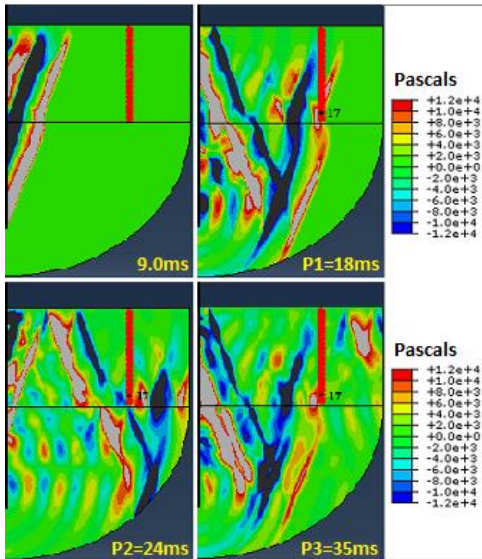 Pascals
+1.2e+4
+1.0e+4
+8.0e+3
+6.0e+3
+4.0e+3
+2.0e+3
+0.0e+0
-2.0e+3
-4.0e+3
-6.0e+3
-8.0e+3
-1.0e+4
-1.2e+4
17
9.0ms
P1=18ms
Pascals
+1.2e+4
+1.0e+4
+8.0e+3
+6.0e+3
+4.0e+3
+2.0e+3
+0.0e+0
-2.0e+3
-4.0e+3
-6.0e+3
-8.0e+3
-1.0e+4
-1.2e+4
17
17
P2=24ms
P3=35ms